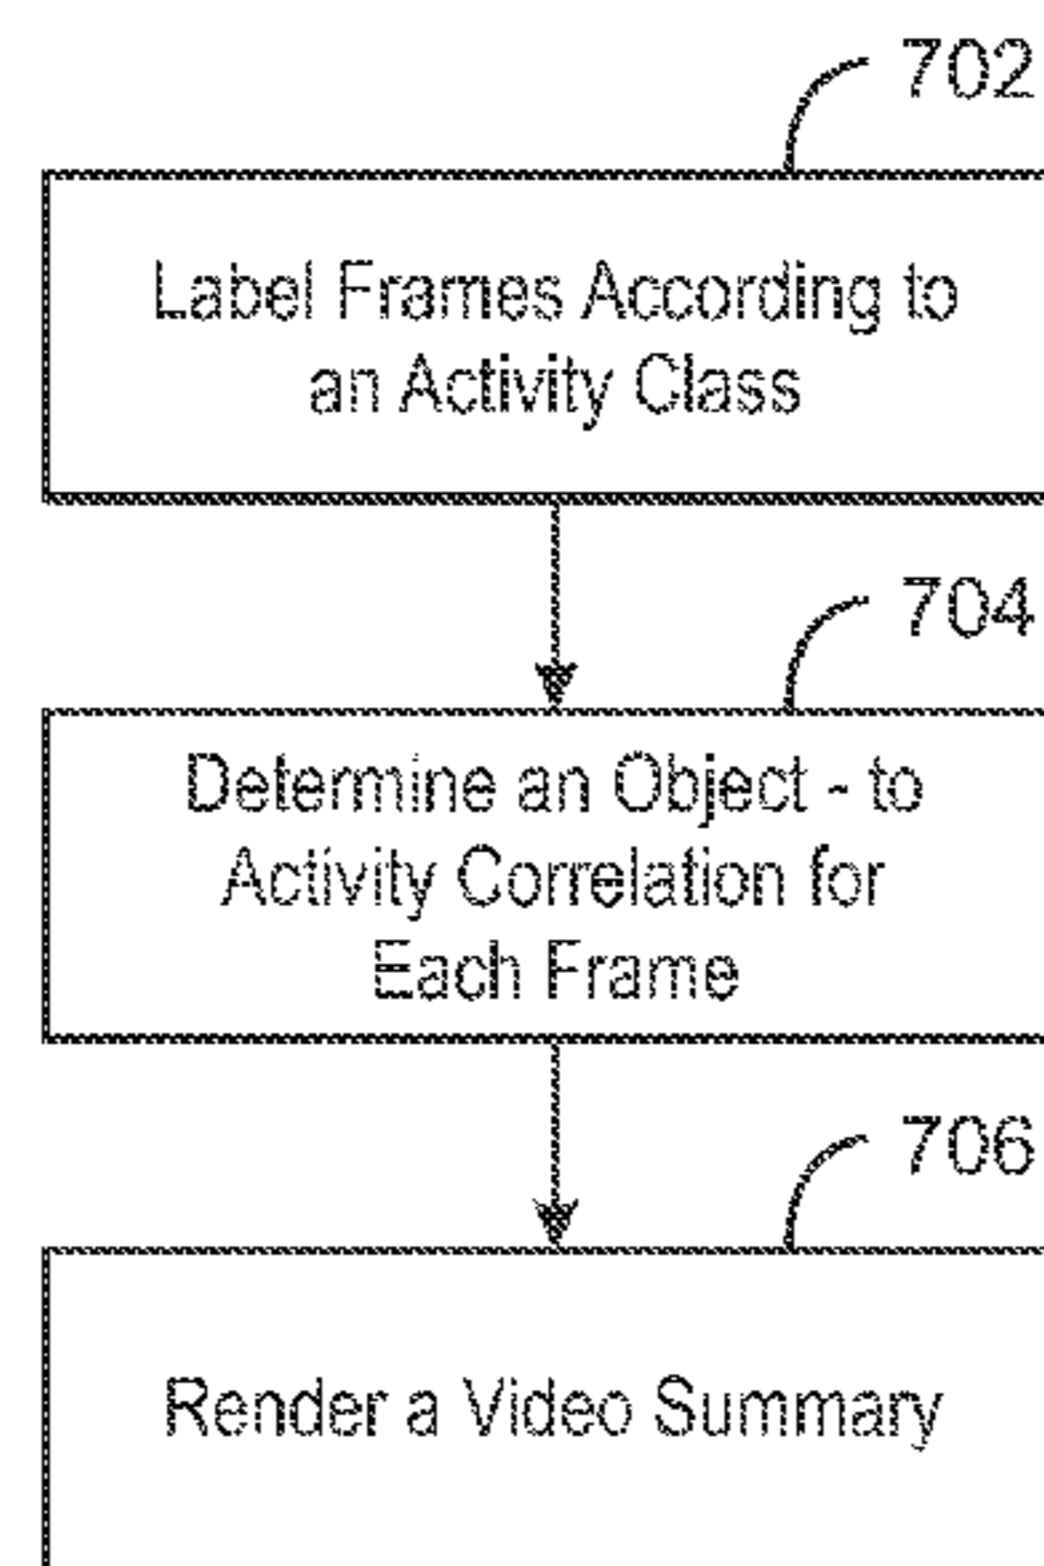 702
Label Frames According to
an Activity Class
704
Determine an Object - to
Activity Correlation for
Each Frame
706
Render a Video Summary